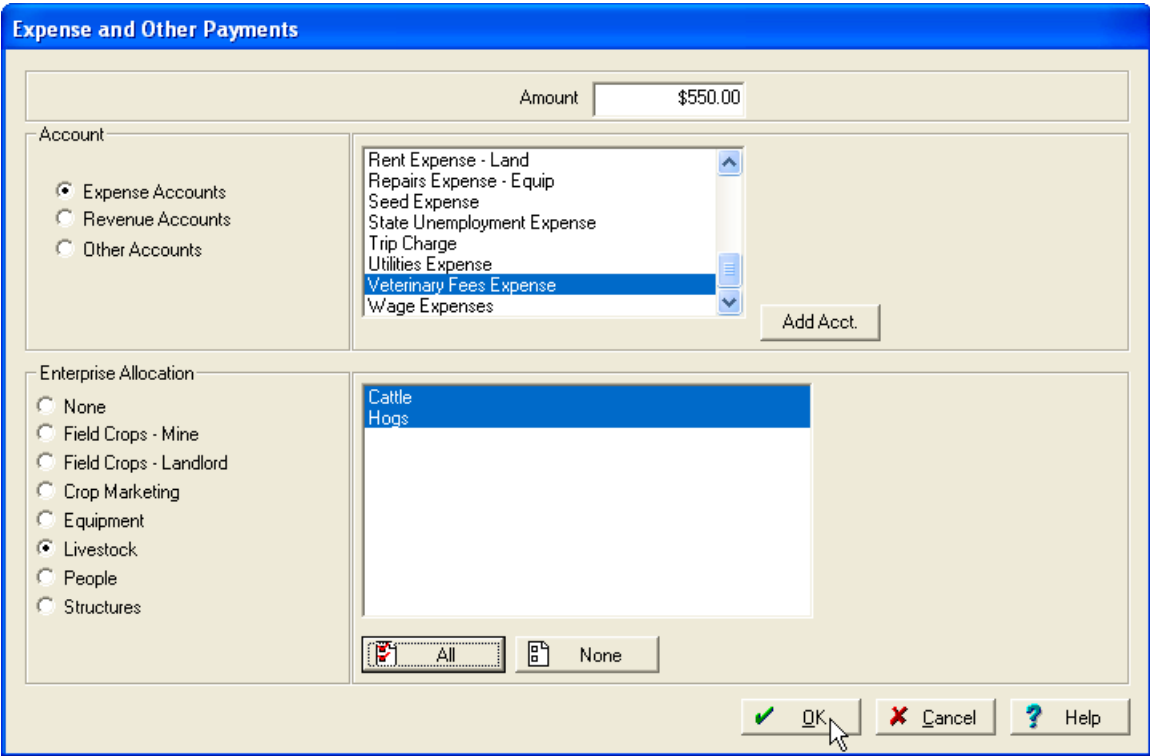 Expense and Other Payments
Amount $550.00
Account
Expense Accounts
Revenue Accounts
Other Accounts
Rent Expense - Land
Repairs Expense - Equip
Seed Expense
State Unemployment Expense
Trip Charge
Utilities Expense
Veterinary Fees Expense
Wage Expenses
Add Acct.
Enterprise Allocation
None
Field Crops - Mine
Field Crops - Landlord
Crop Marketing
Equipment
Livestock
People
Structures
Cattle
Hogs
All None
OK Cancel Help